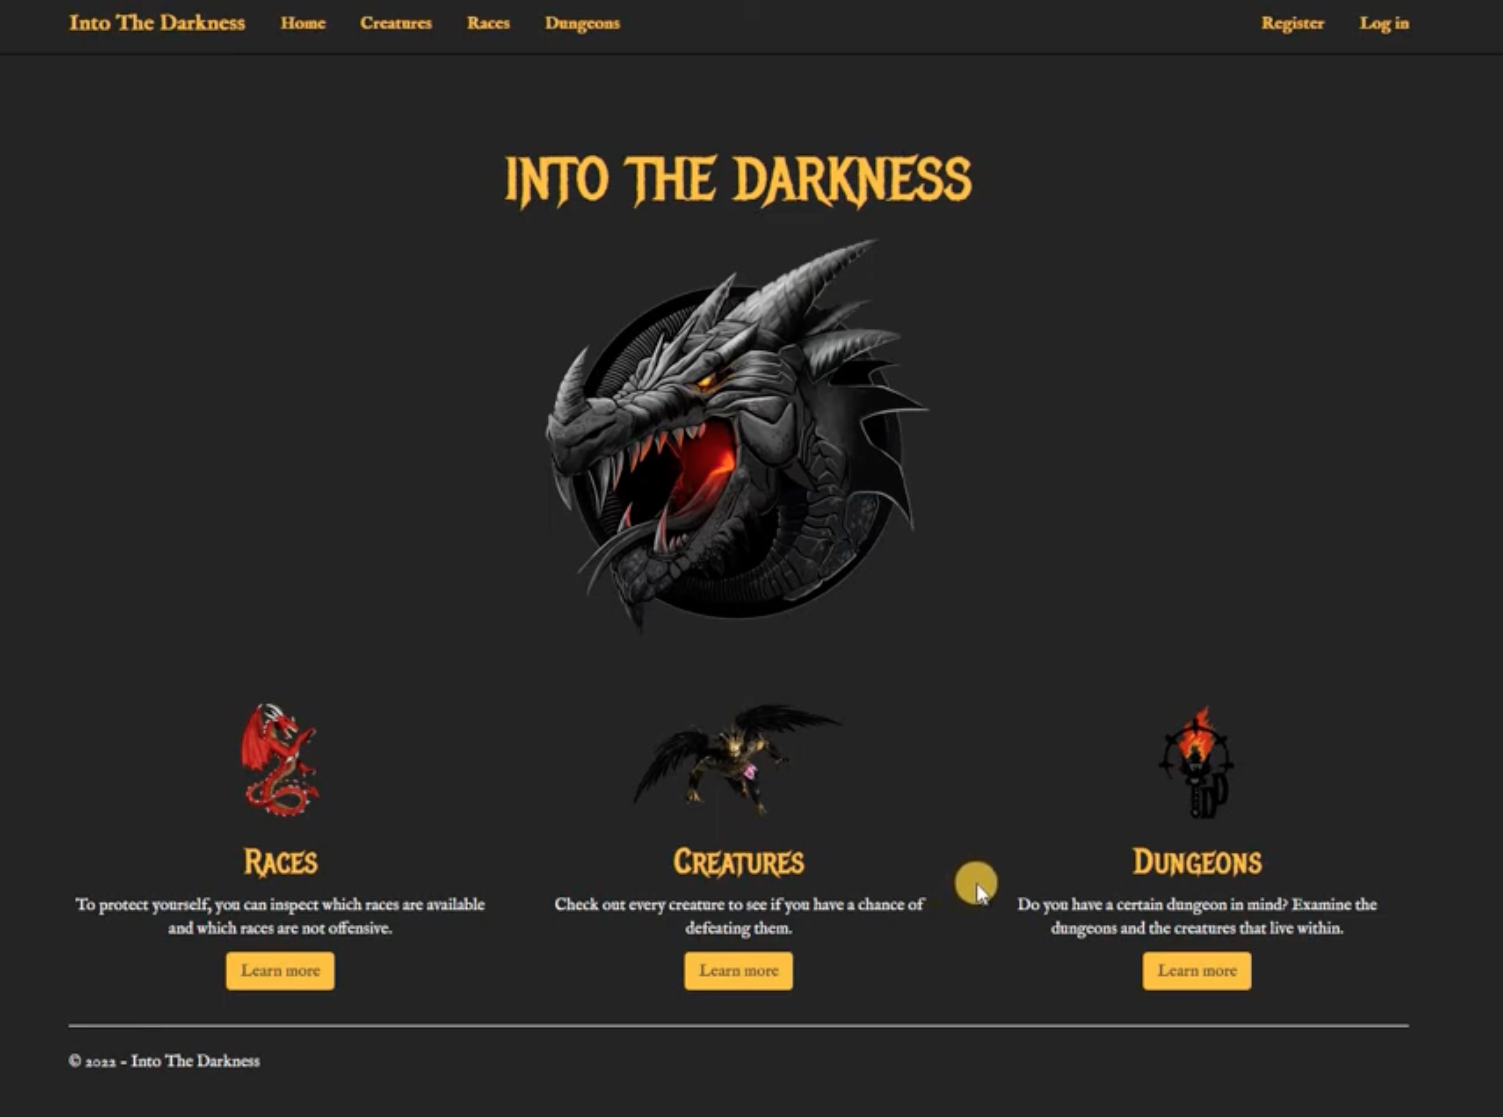 Into The Darkness Home Creatures Races Dungeons Register Log in
INTO THE DARKNESS
RACES
To protect yourself, you can inspect which races are available
and which races are not offensive.
Learn more
CREATURES
Check out every creature to see if you have a chance of
defeating them.
Learn more
DUNGEONS
Do you have a certain dungeon in mind? Examine the
dungeons and the creatures that live within.
Learn more
© 2022 - Into The Darkness